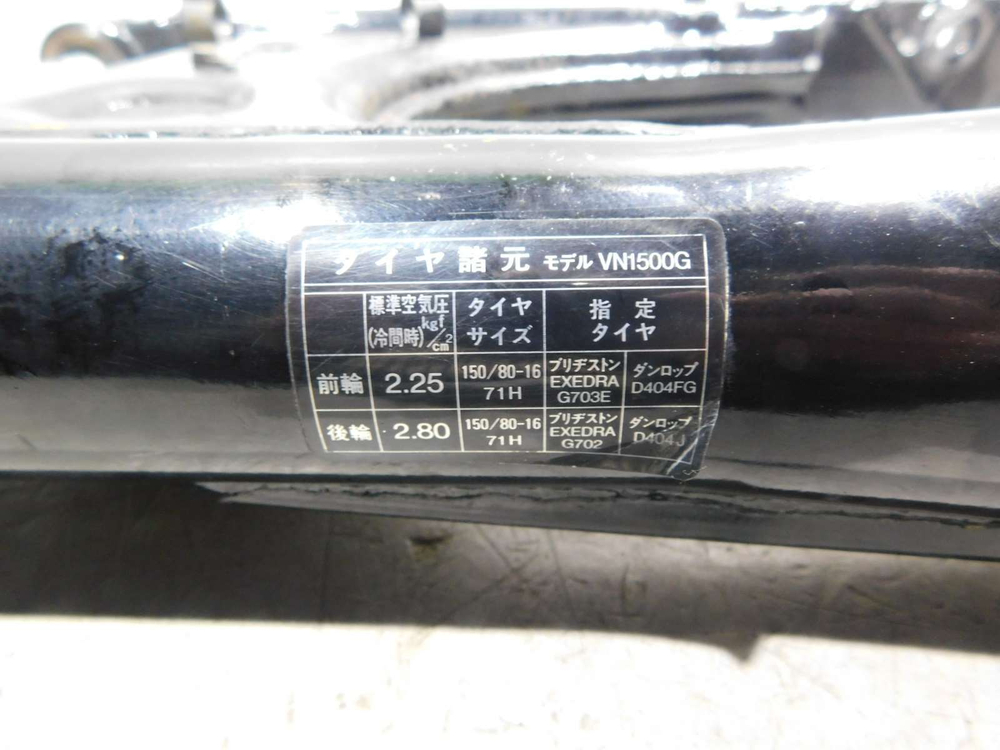 タイヤ諸元 モデル VN1500G
標準空気圧 タイヤ 指定
(冷間時)kgf/cm² サイズ タイヤ
前輪 2.25 150/80-16 71H ブリヂストン EXEDRA G703E ダンロップ D404FG
後輪 2.80 150/80-16 71H ブリヂストン EXEDRA G702 ダンロップ D404J